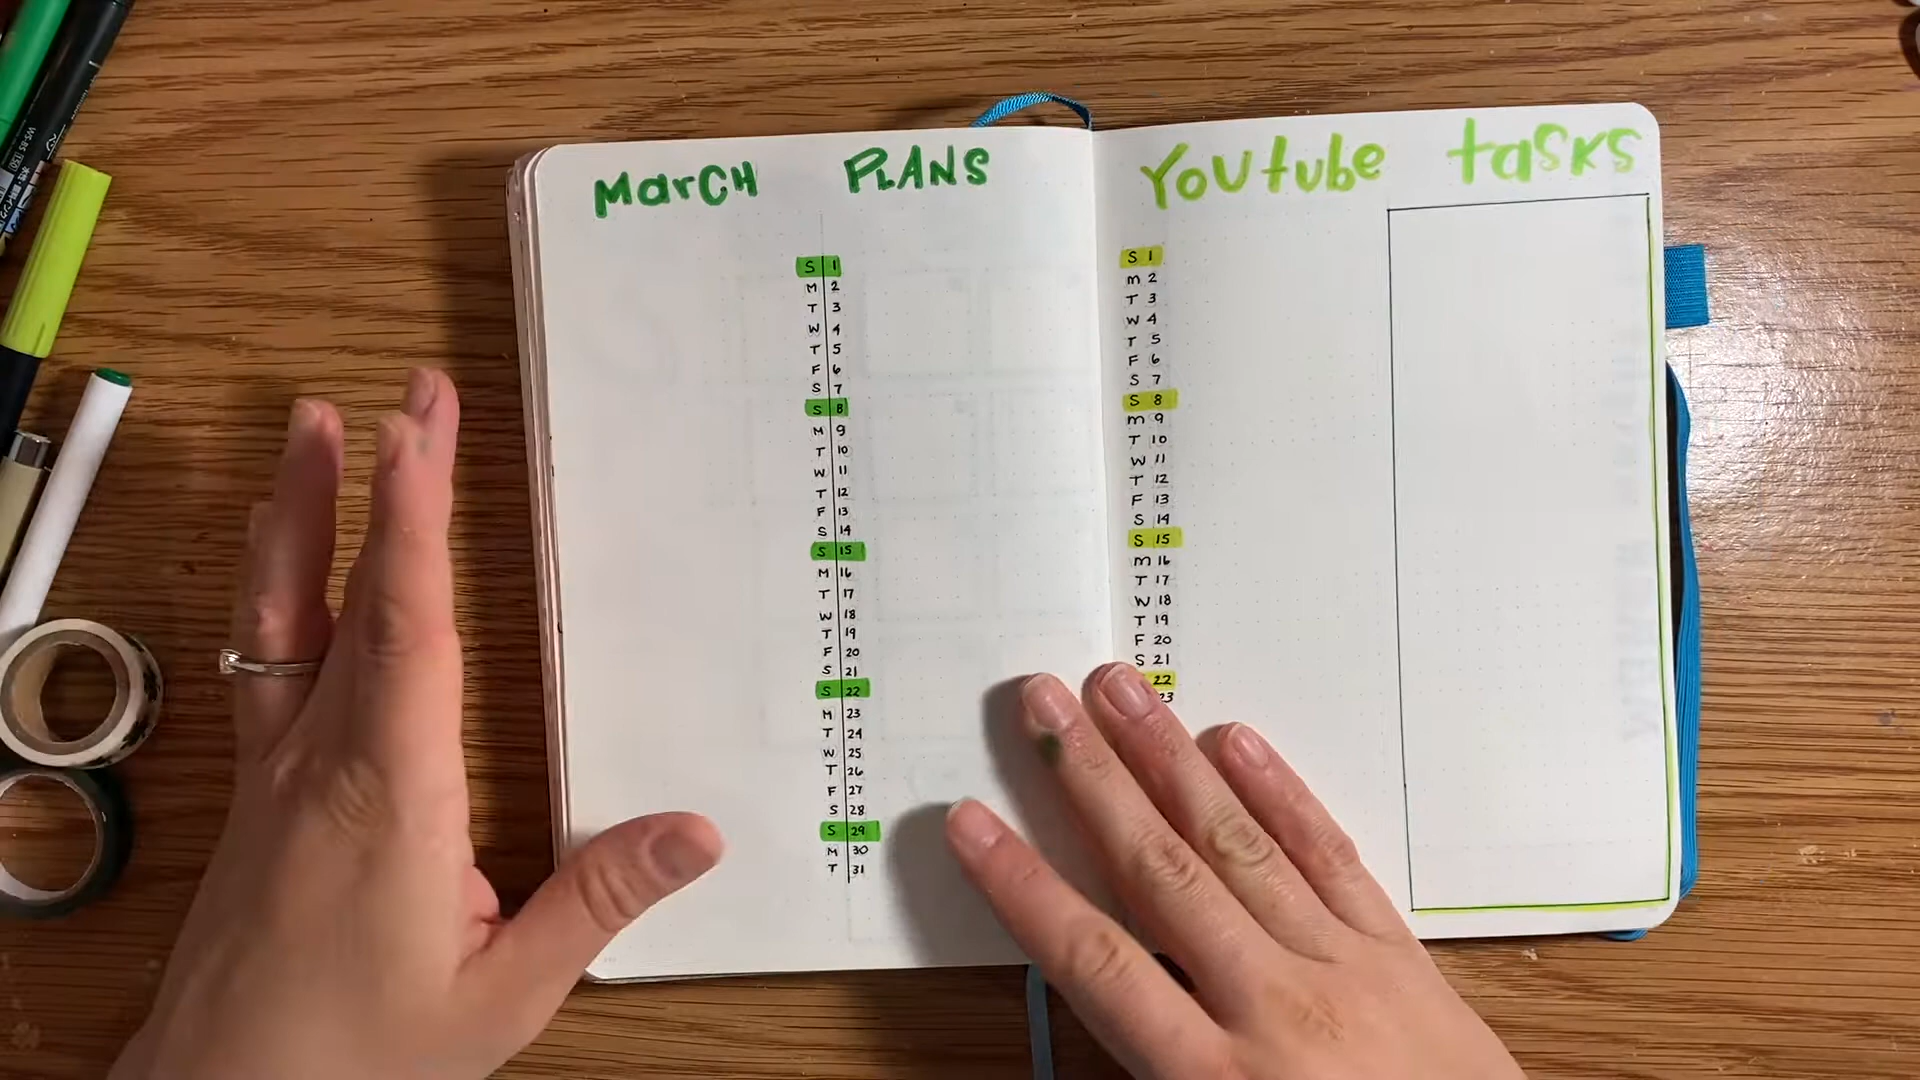 MarCH PLANS
S 1
M 2
T 3
W 4
T 5
F 6
S 7
S 8
M 9
T 10
W 11
T 12
F 13
S 14
S 15
M 16
T 17
W 18
T 19
F 20
S 21
S 22
M 23
T 24
W 25
T 26
F 27
S 28
S 29
M 30
T 31
YOUtube tasks
S 1
m 2
T 3
W 4
T 5
F 6
S 7
S 8
m 9
T 10
W 11
T 12
F 13
S 14
S 15
m 16
T 17
W 18
T 19
F 20
S 21
22
23